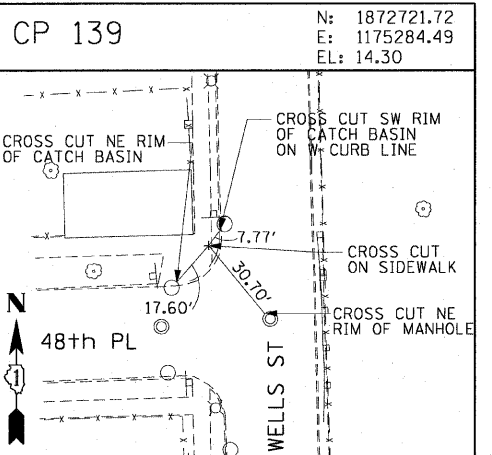 CP 139
N: 1872721.72
E: 1175284.49
EL: 14.30
CROSS CUT SW RIM
OF CATCH BASIN
ON W CURB LINE
CROSS CUT NE RIM
OF CATCH BASIN
7.77'
CROSS CUT
ON SIDEWALK
30.70'
17.60'
CROSS CUT NE
RIM OF MANHOLE
N
48th PL
1
WELLS ST